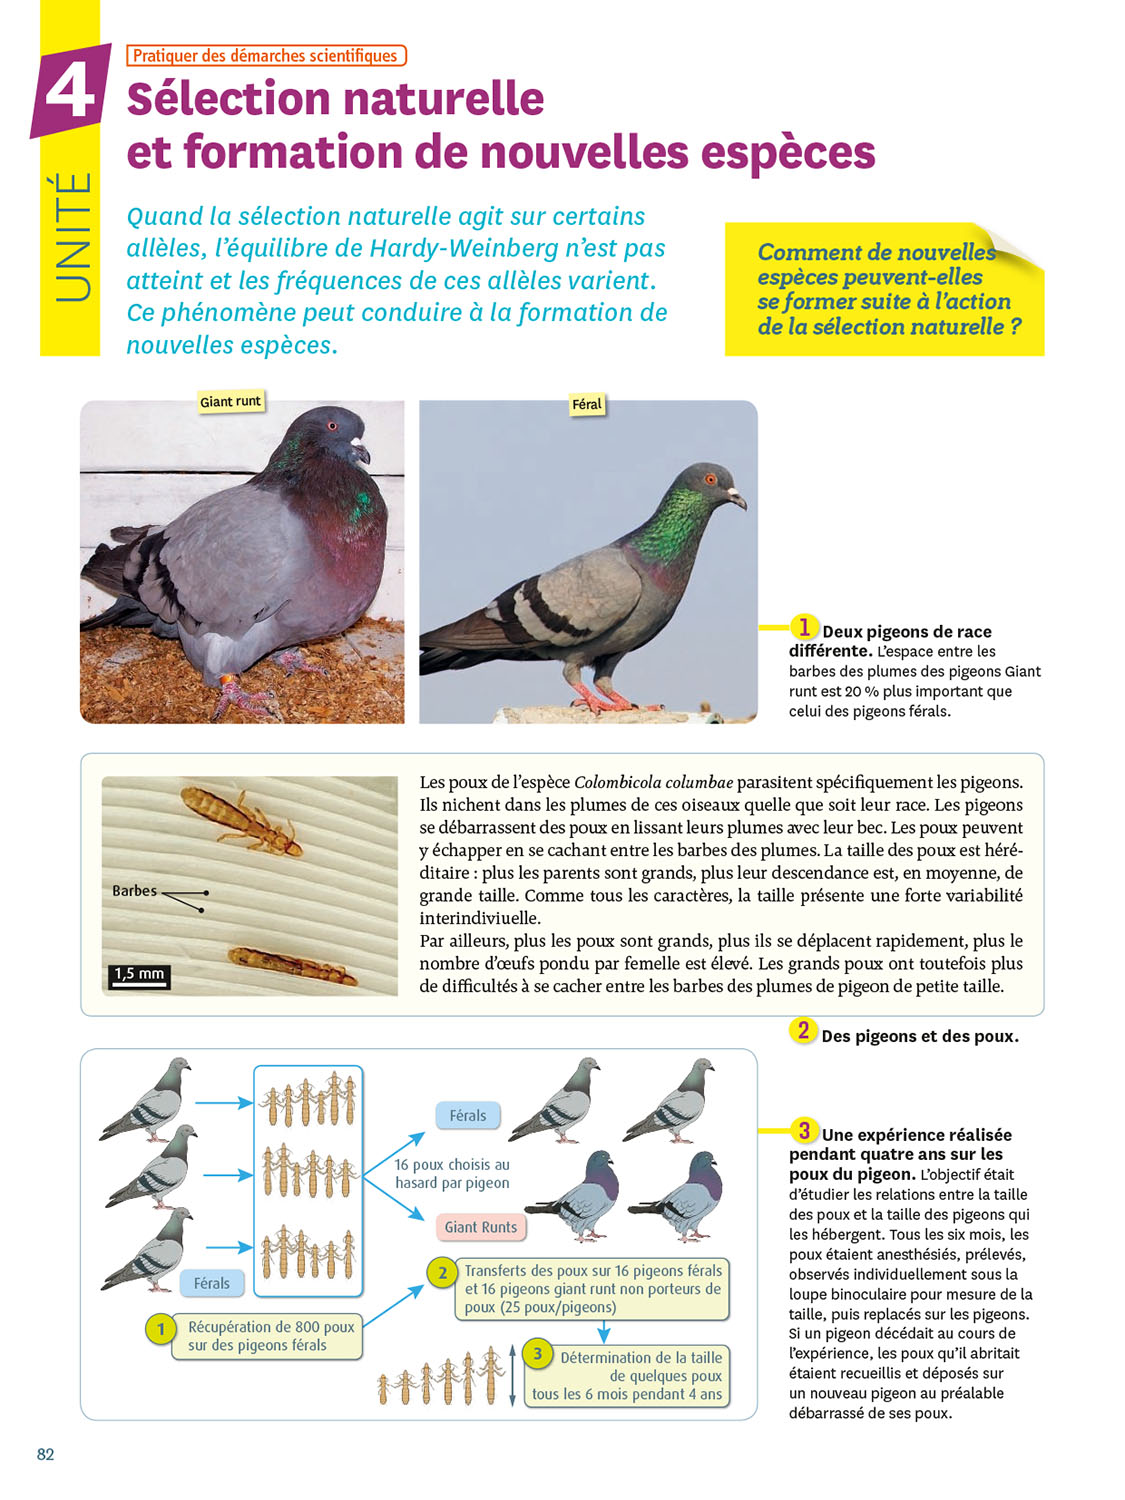 Pratiquer des démarches scientifiques
4
UNITÉ
Sélection naturelle
et formation de nouvelles espèces
Quand la sélection naturelle agit sur certains
allèles, l’équilibre de Hardy-Weinberg n’est pas
atteint et les fréquences de ces allèles varient.
Ce phénomène peut conduire à la formation de
nouvelles espèces.
Comment de nouvelles
espèces peuvent-elles
se former suite à l’action
de la sélection naturelle ?
Giant runt
Féral
1 Deux pigeons de race
différente. L’espace entre les
barbes des plumes des pigeons Giant
runt est 20 % plus important que
celui des pigeons férals.
Barbes
1,5 mm
Les poux de l’espèce Colombicola columbae parasitent spécifiquement les pigeons.
Ils nichent dans les plumes de ces oiseaux quelle que soit leur race. Les pigeons
se débarrassent des poux en lissant leurs plumes avec leur bec. Les poux peuvent
y échapper en se cachant entre les barbes des plumes. La taille des poux est héré-
ditaire : plus les parents sont grands, plus leur descendance est, en moyenne, de
grande taille. Comme tous les caractères, la taille présente une forte variabilité
interindiviuelle.
Par ailleurs, plus les poux sont grands, plus ils se déplacent rapidement, plus le
nombre d’œufs pondu par femelle est élevé. Les grands poux ont toutefois plus
de difficultés à se cacher entre les barbes des plumes de pigeon de petite taille.
2 Des pigeons et des poux.
Férals
1
Récupération de 800 poux
sur des pigeons férals
16 poux choisis au
hasard par pigeon
Férals
Giant Runts
2
Transferts des poux sur 16 pigeons férals
et 16 pigeons giant runt non porteurs de
poux (25 poux/pigeons)
3
Détermination de la taille
de quelques poux
tous les 6 mois pendant 4 ans
3 Une expérience réalisée
pendant quatre ans sur les
poux du pigeon. L’objectif était
d’étudier les relations entre la taille
des poux et la taille des pigeons qui
les hébergent. Tous les six mois, les
poux étaient anesthésiés, prélevés,
observés individuellement sous la
loupe binoculaire pour mesure de la
taille, puis replacés sur les pigeons.
Si un pigeon décédait au cours de
l’expérience, les poux qu’il abritait
étaient recueillis et déposés sur
un nouveau pigeon au préalable
débarrassé de ses poux.
82